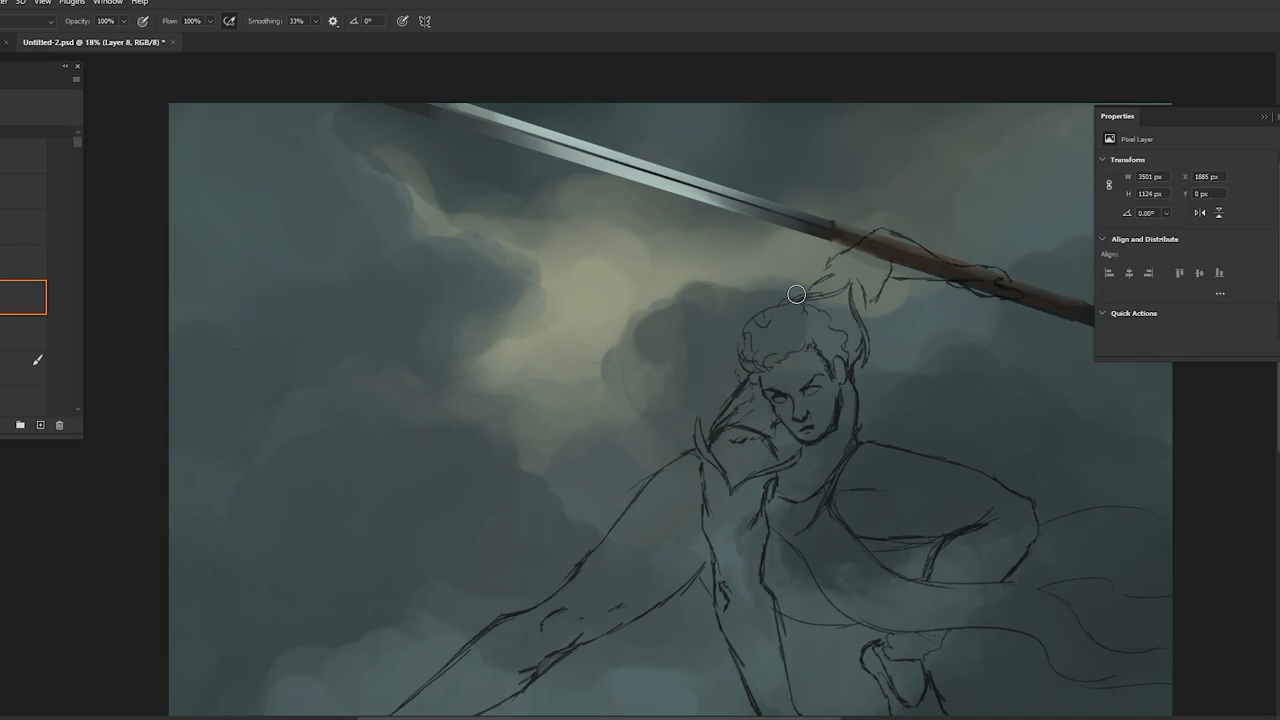 3D View Plugins Window Help
Opacity: 100% Flow: 100% Smoothing: 33% 0°
Untitled-2.psd @ 18% (Layer 8, RGB/8) *
Properties
Pixel Layer
Transform
W 3501 px X 1885 px
H 1124 px Y 0 px
0.00°
Align and Distribute
Align:
Quick Actions